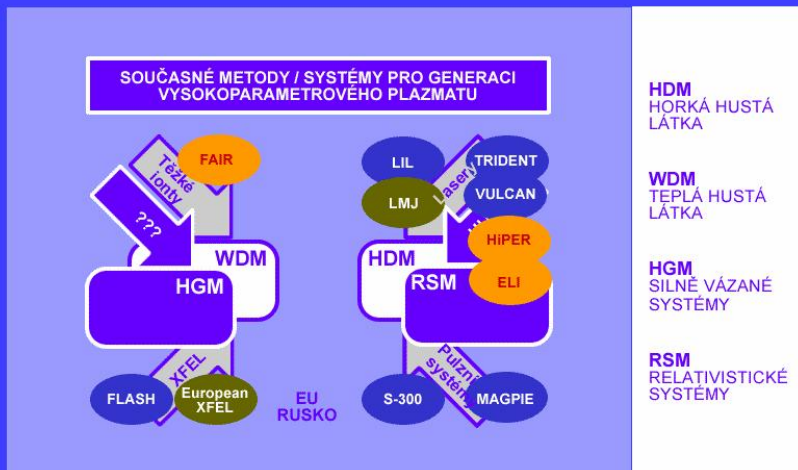 SOUČASNÉ METODY / SYSTÉMY PRO GENERACI
VYSOKOPARAMETROVÉHO PLAZMATU
Těžké
ionty
FAIR
???
WDM
HGM
XFEL
FLASH
European
XFEL
EU
RUSKO
LIL
LMJ
Lasery
TRIDENT
VULCAN
HiPER
ELI
HDM
RSM
Pulzní
systémy
S-300
MAGPIE
HDM
HORKÁ HUSTÁ
LÁTKA
WDM
TEPLÁ HUSTÁ
LÁTKA
HGM
SILNĚ VÁZANÉ
SYSTÉMY
RSM
RELATIVISTICKÉ
SYSTÉMY